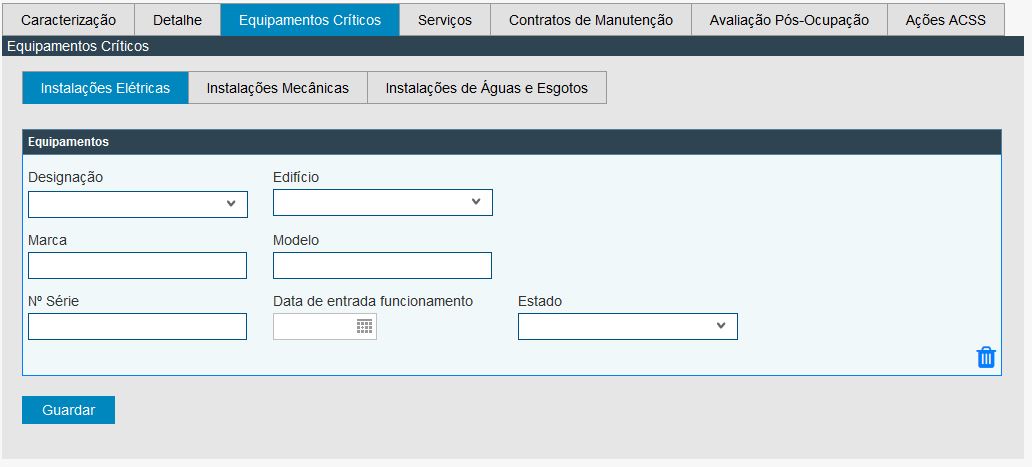 Caracterização Detalhe Equipamentos Críticos Serviços Contratos de Manutenção Avaliação Pós-Ocupação Ações ACSS
Equipamentos Críticos
Instalações Elétricas Instalações Mecânicas Instalações de Águas e Esgotos
Equipamentos
Designação Edifício
Marca Modelo
Nº Série Data de entrada funcionamento Estado
Guardar